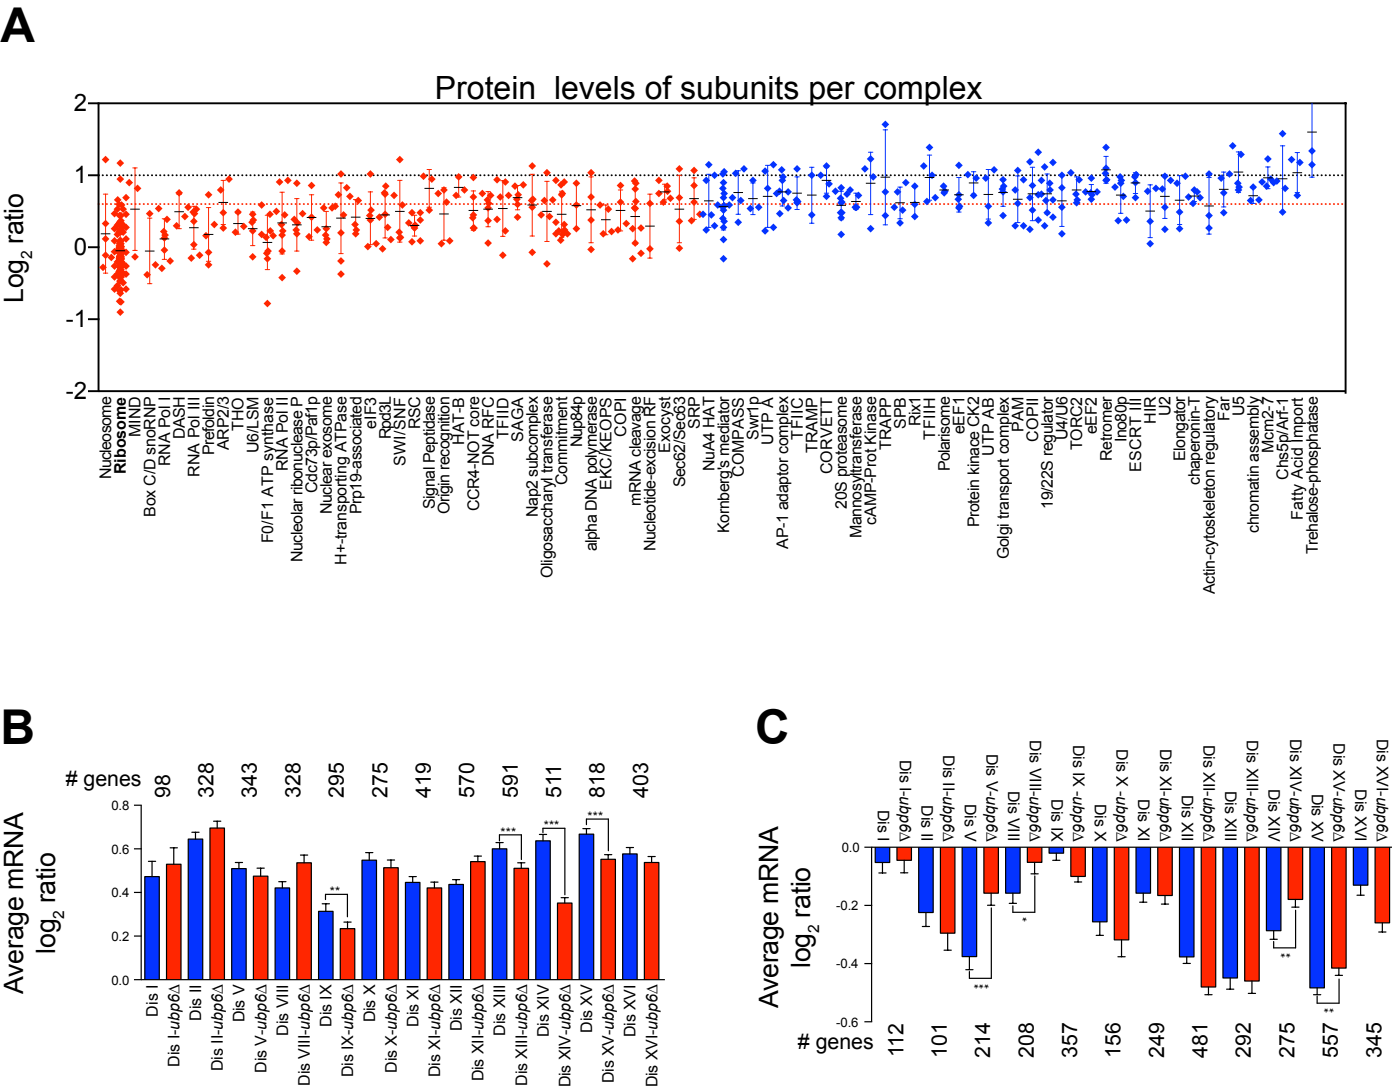 A
Protein levels of subunits per complex
Log2 ratio
2
1
0
-1
-2
Nucleosome
Ribosome
MIND
Box C/D snoRNP
RNA Pol I
DASH
RNA Pol III
Prefoldin
ARP2/3
THO
U6/LSM
F0/F1 ATP synthase
RNA Pol II
Nucleolar ribonuclease P
Cdc73p/Paf1p
Nuclear exosome
H+-transporting ATPase
Prp19-associated
eIF3
Rpd3L
SWI/SNF
RSC
Signal Peptidase
Origin recognition
HAT-B
CCR4-NOT core
DNA RFC
TFIID
SAGA
Nap2 subcomplex
Oligosaccharyl transferase
Commitment
Nup84p
alpha DNA polymerase
EKC/KEOPS
COPI
mRNA cleavage
Nucleotide-excision RF
Exocyst
Sec62/Sec63
SRP
NuA4 HAT
Kornberg's mediator
COMPASS
Swr1p
UTP A
AP-1 adaptor complex
TFIIC
TRAMP
CORVETT
20S proteasome
Mannosyltransferase
cAMP-Prot Kinase
TRAPP
SPB
Rix1
TFIIH
Polarisome
eEF1
Protein kinase CK2
UTP AB
Golgi transport complex
PAM
COPII
19/22S regulator
U4/U6
TORC2
eEF2
Retromer
Ino80p
ESCRT III
HIR
U2
Elongator
chaperonin-T
Actin-cytoskeleton regulatory
Far
U5
chromatin assembly
Mcm2-7
Chs5p/Arf-1
Fatty Acid Import
Trehalose-phosphatase
B
# genes
98
328
343
328
295
275
419
570
591
511
818
403
Average mRNA
log2 ratio
0.8
0.6
0.4
0.2
0.0
**
***
***
***
Dis I
Dis I-ubp6Δ
Dis II
Dis II-ubp6Δ
Dis V
Dis V-ubp6Δ
Dis VIII
Dis VIII-ubp6Δ
Dis IX
Dis IX-ubp6Δ
Dis X
Dis X-ubp6Δ
Dis XI
Dis XI-ubp6Δ
Dis XII
Dis XII-ubp6Δ
Dis XIII
Dis XIII-ubp6Δ
Dis XIV
Dis XIV-ubp6Δ
Dis XV
Dis XV-ubp6Δ
Dis XVI
Dis XVI-ubp6Δ
C
Dis I
Dis I-ubp6Δ
Dis II
Dis II-ubp6Δ
Dis V
Dis V-ubp6Δ
Dis VIII
Dis VIII-ubp6Δ
Dis IX
Dis IX-ubp6Δ
Dis X
Dis X-ubp6Δ
Dis XI
Dis XI-ubp6Δ
Dis XII
Dis XII-ubp6Δ
Dis XIII
Dis XIII-ubp6Δ
Dis XIV
Dis XIV-ubp6Δ
Dis XV
Dis XV-ubp6Δ
Dis XVI
Dis XVI-ubp6Δ
Average mRNA
log2 ratio
0.0
-0.2
-0.4
-0.6
***
*
**
**
# genes
112
101
214
208
357
156
249
481
292
275
557
345